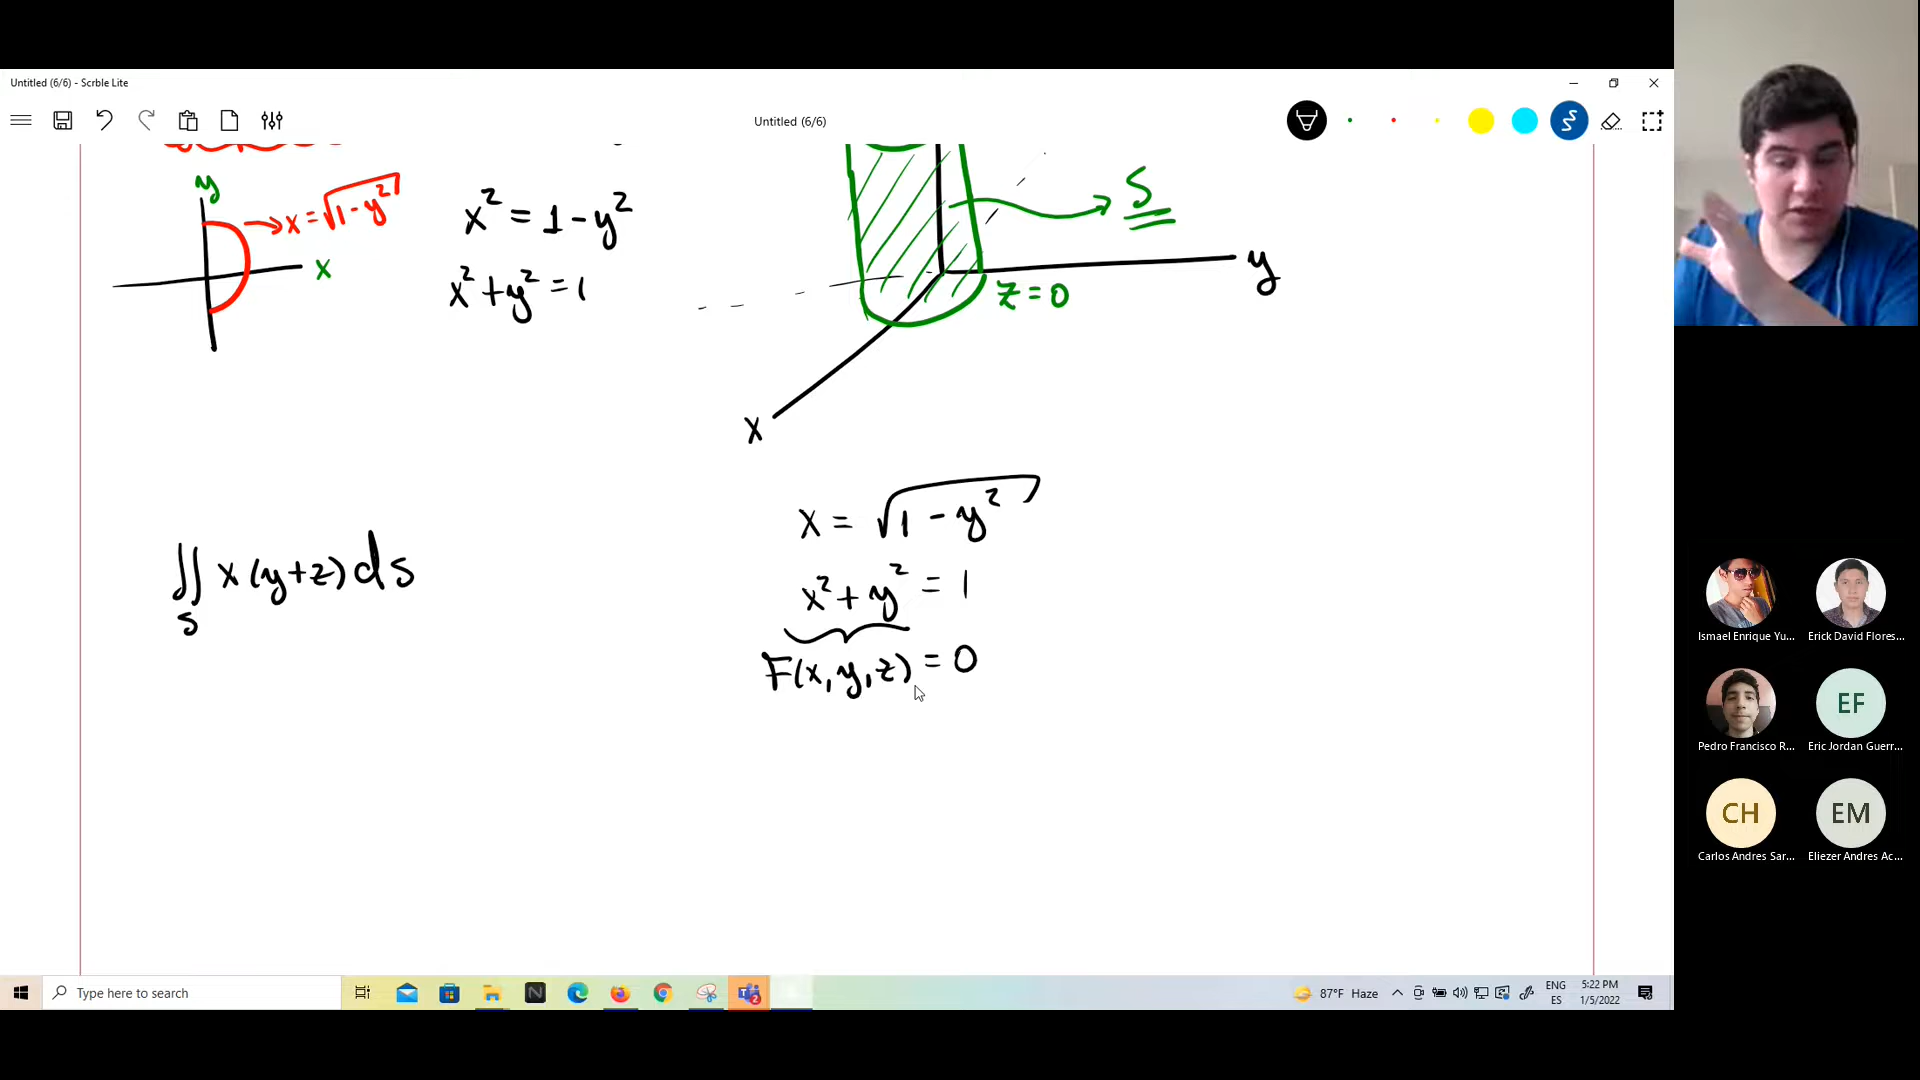 Untitled (6/6) - Scrble Lite
Untitled (6/6)
y
x = √(1 - y²)
x
x² = 1 - y²
x² + y² = 1
S
y
z = 0
x
∬_S x (y+z) ds
x = √(1 - y²)
x² + y² = 1
F(x, y, z) = 0
Ismael Enrique Yu...
Erick David Flores...
EF
Pedro Francisco R...
Eric Jordan Guerr...
CH
EM
Carlos Andres Sar...
Eliezer Andres Ac...
Type here to search
N
2
87°F Haze
ENG
ES
5:22 PM
1/5/2022